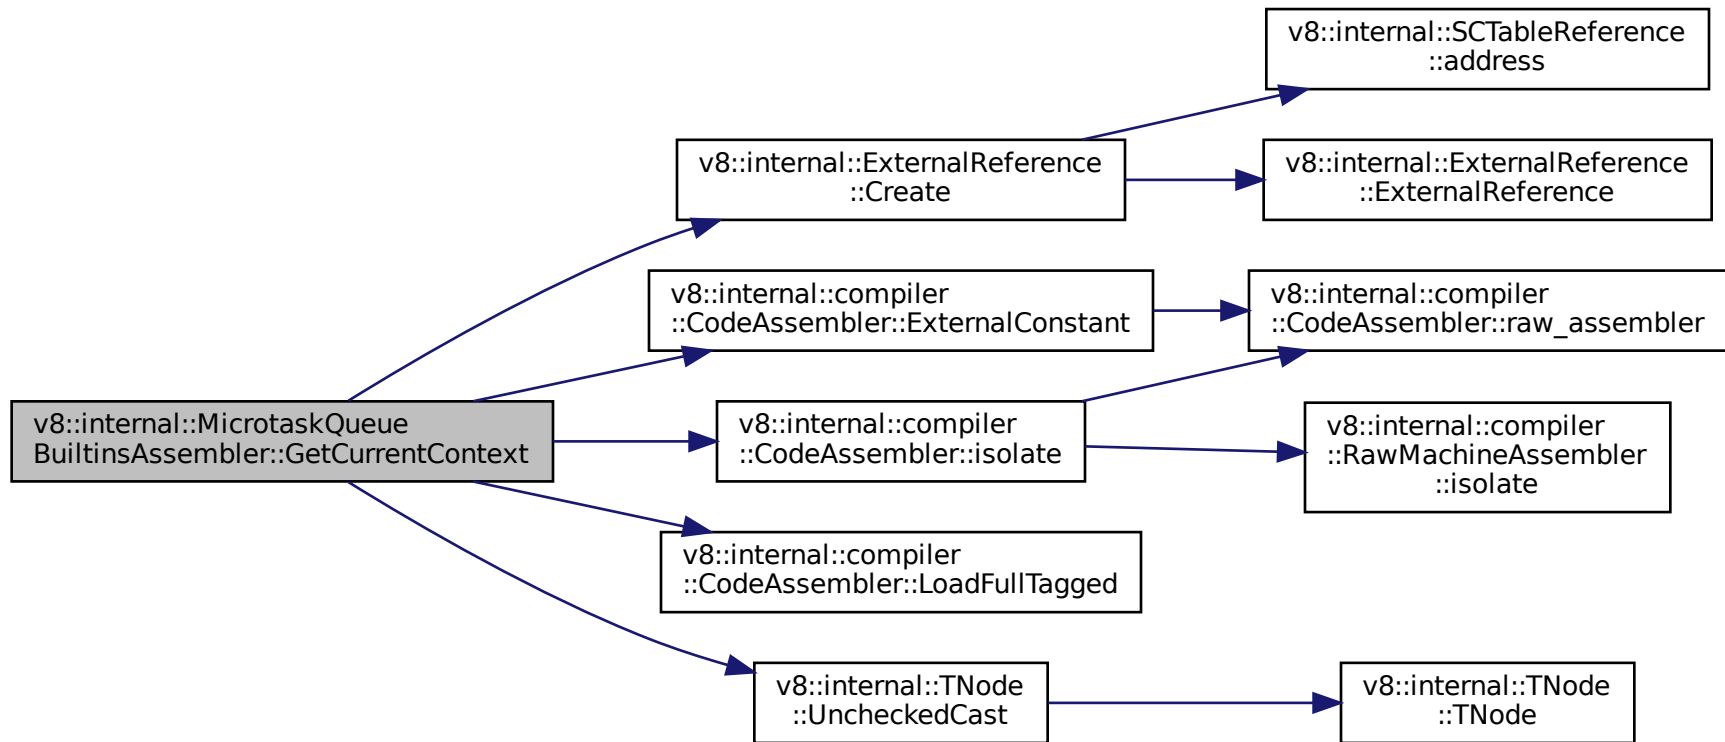 v8::internal::SCTableReference
::address
v8::internal::ExternalReference
::Create
v8::internal::ExternalReference
::ExternalReference
v8::internal::compiler
::CodeAssembler::ExternalConstant
v8::internal::compiler
::CodeAssembler::raw_assembler
v8::internal::MicrotaskQueue
BuiltinsAssembler::GetCurrentContext
v8::internal::compiler
::CodeAssembler::isolate
v8::internal::compiler
::RawMachineAssembler
::isolate
v8::internal::compiler
::CodeAssembler::LoadFullTagged
v8::internal::TNode
::UncheckedCast
v8::internal::TNode
::TNode